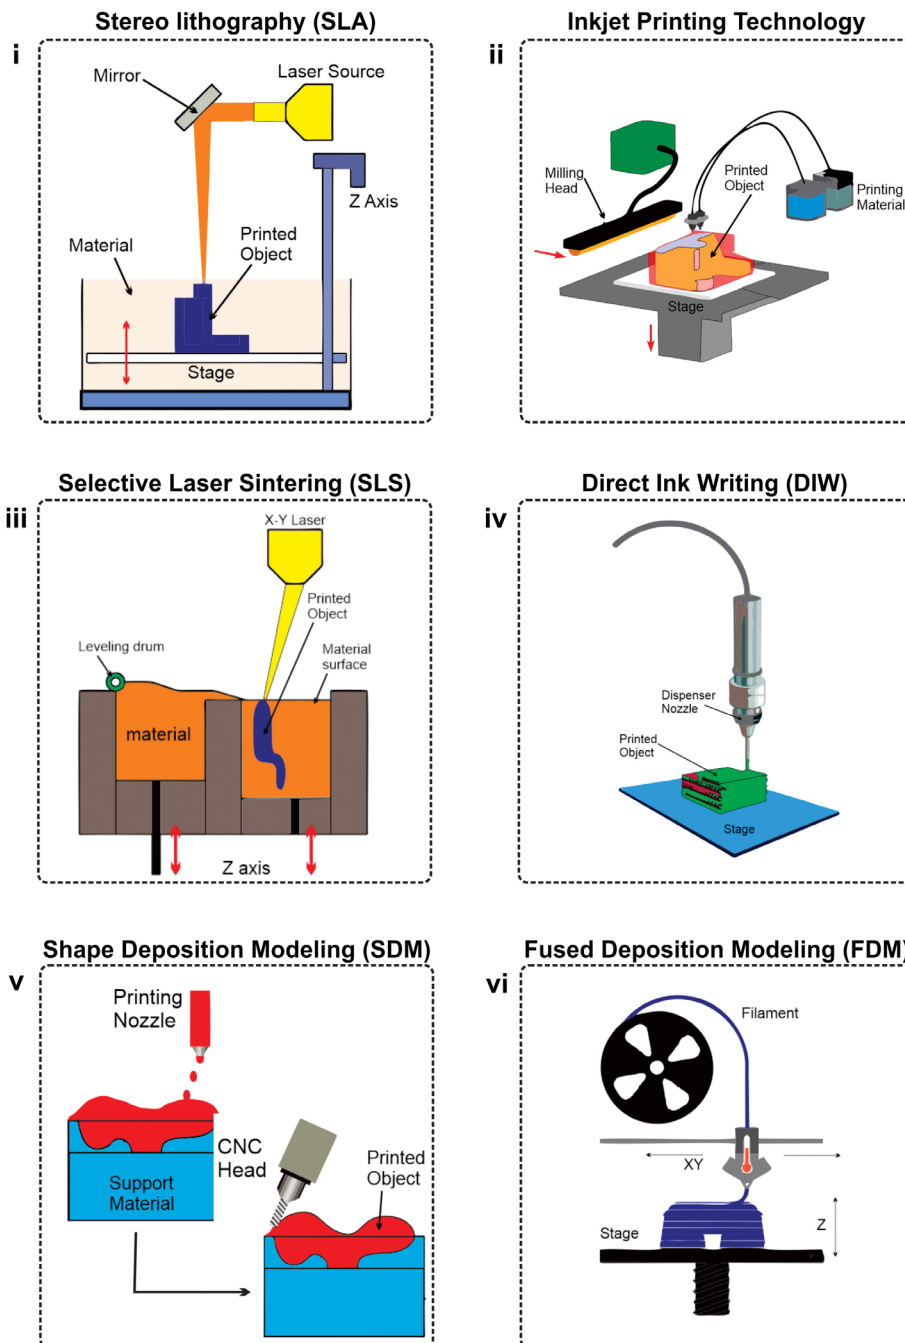 Stereo lithography (SLA)
i
Mirror
Laser Source
Z Axis
Material
Printed
Object
Stage
Inkjet Printing Technology
ii
Milling
Head
Printed
Object
Printing
Material
Stage
Selective Laser Sintering (SLS)
iii
X-Y Laser
Printed
Object
Leveling drum
Material
surface
material
Z axis
Direct Ink Writing (DIW)
iv
Dispenser
Nozzle
Printed
Object
Stage
Shape Deposition Modeling (SDM)
v
Printing
Nozzle
CNC
Head
Printed
Object
Support
Material
Fused Deposition Modeling (FDM)
vi
Filament
XY
Z
Stage